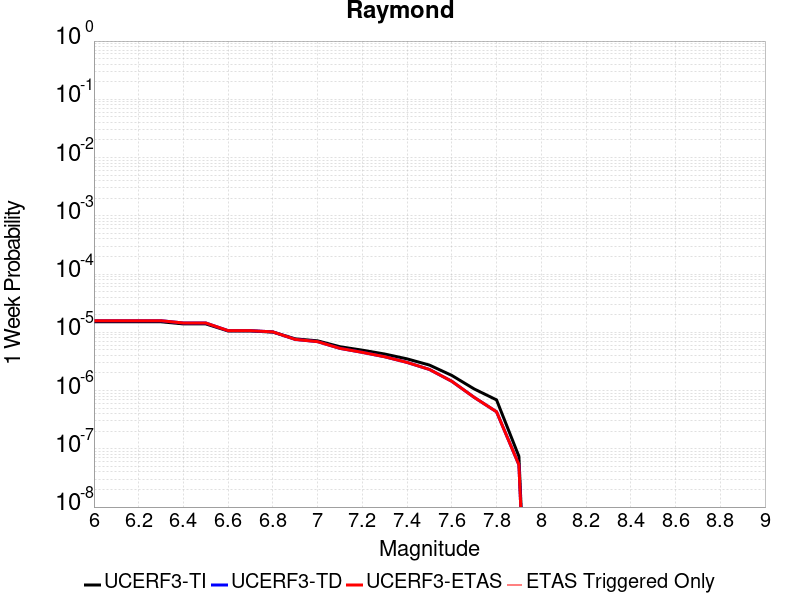 Raymond
10^0
10^-1
10^-2
10^-3
10^-4
10^-5
10^-6
10^-7
10^-8
1 Week Probability
6 6.2 6.4 6.6 6.8 7 7.2 7.4 7.6 7.8 8 8.2 8.4 8.6 8.8 9
Magnitude
UCERF3-TI UCERF3-TD UCERF3-ETAS ETAS Triggered Only